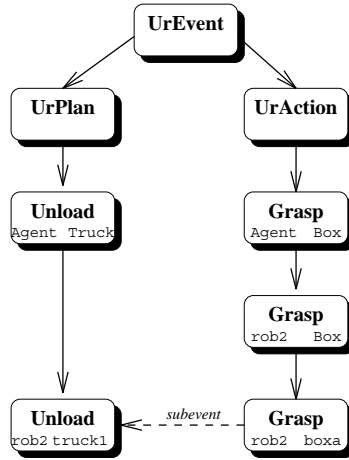 UrEvent
UrPlan
UrAction
Unload
Agent Truck
Grasp
Agent Box
Grasp
rob2 Box
Unload
rob2 truck1
subevent
Grasp
rob2 boxa